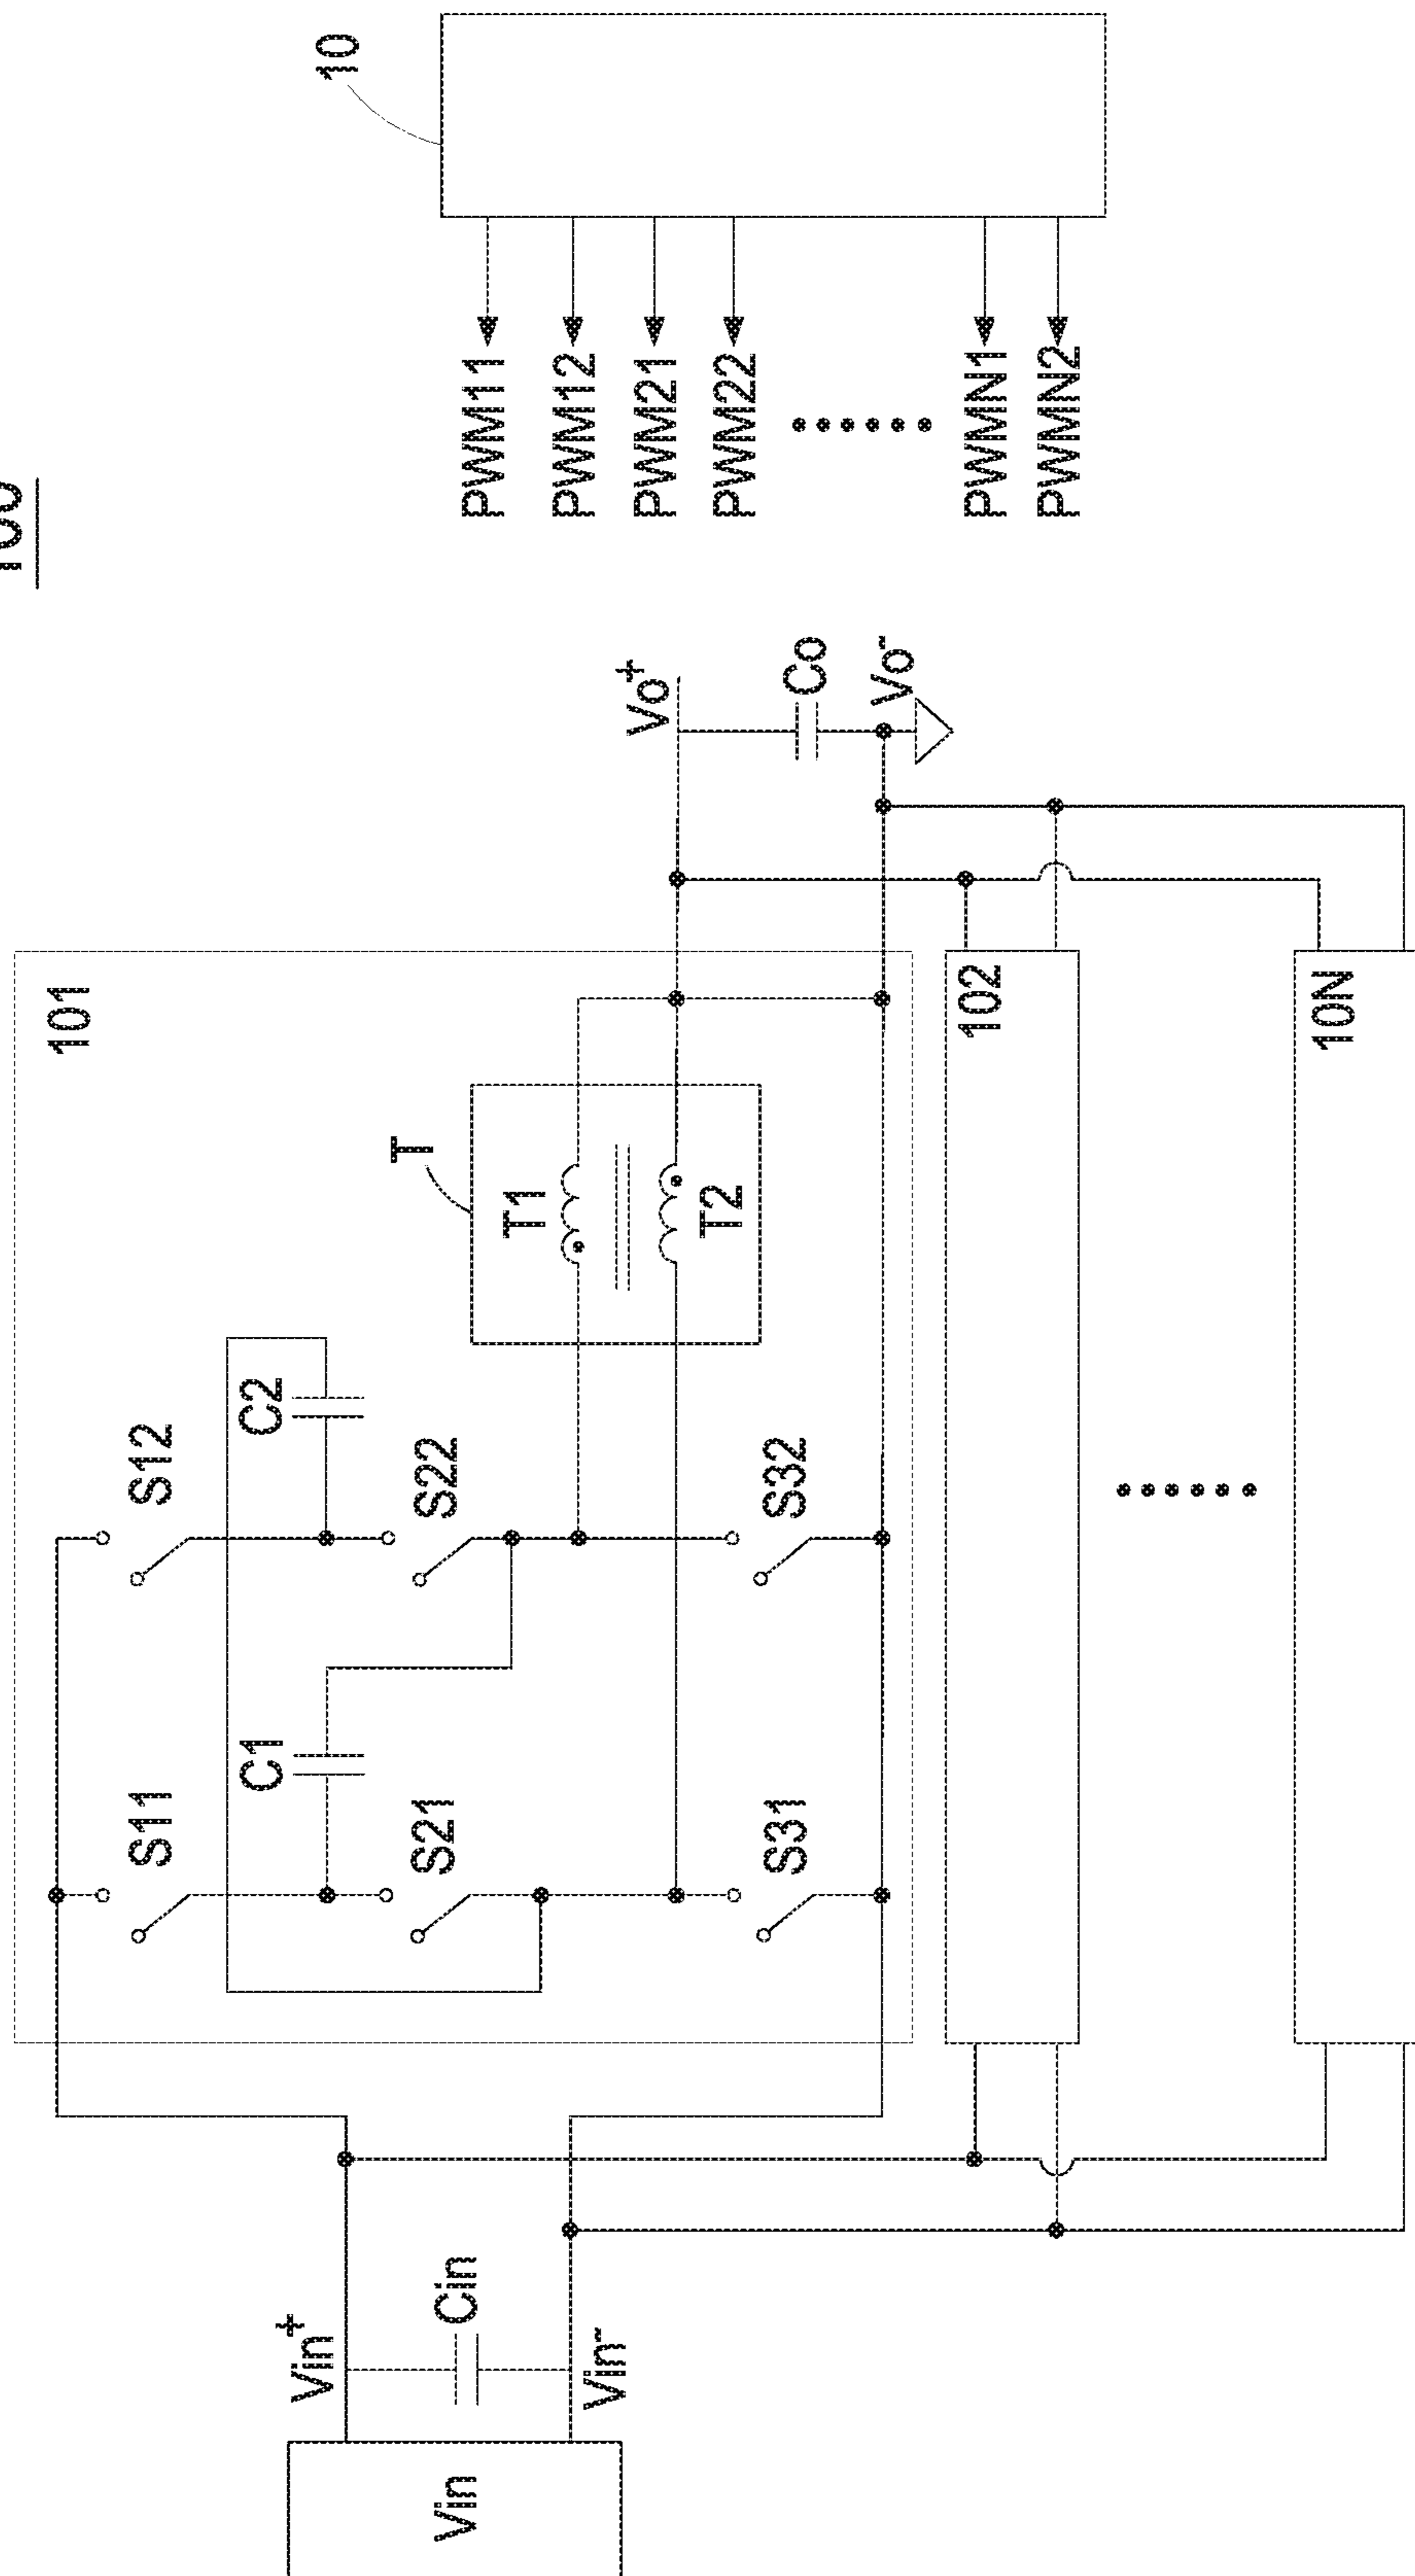 100
10
PWM11
PWM12
PWM21
PWM22
PWMN1
PWMN2
Vo+
Co
Vo-
101
102
10N
T
T1
T2
S12
C2
S22
S32
S11
C1
S21
S31
Vin+
Cin
Vin-
Vin